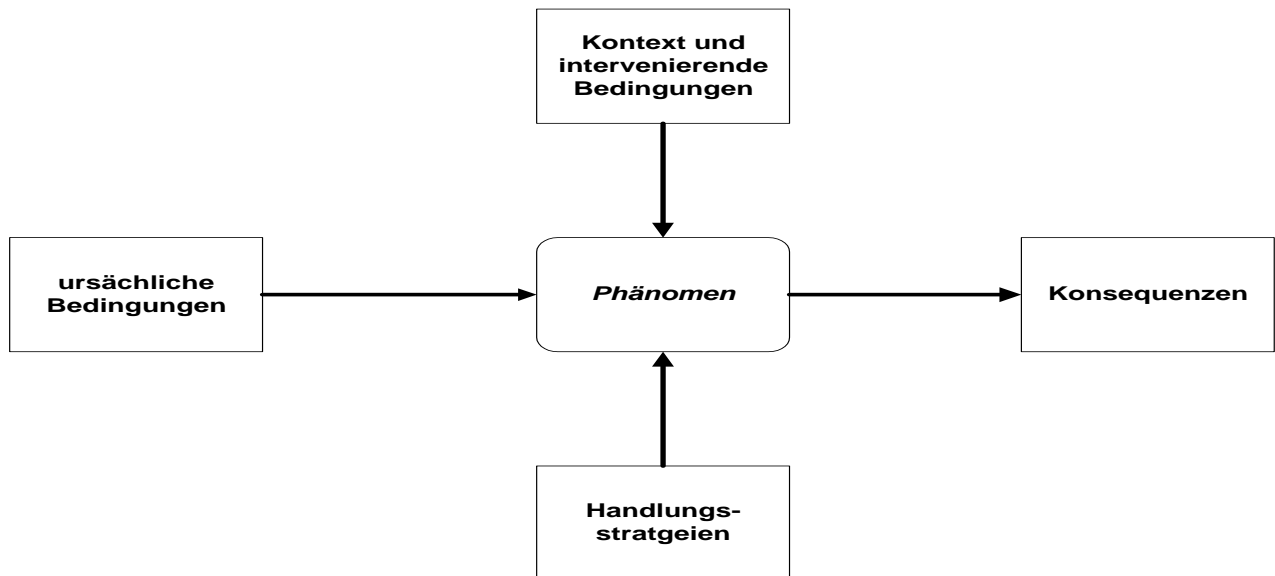 Kontext und
intervenierende
Bedingungen
ursächliche
Bedingungen
Phänomen
Konsequenzen
Handlungs-
stratgeien